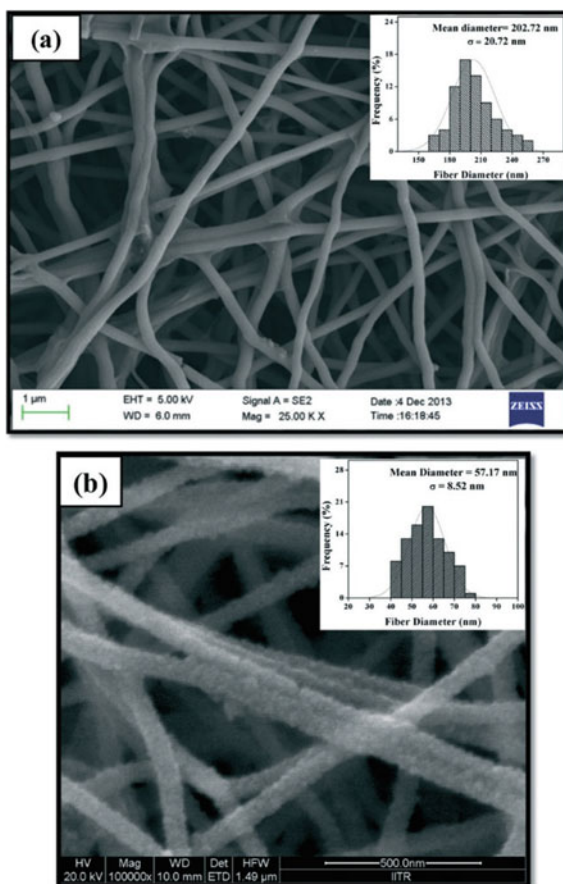 (a)
Mean diameter= 202.72 nm
σ = 20.72 nm
Frequency (%)
24
18
12
6
0
150 180 210 240 270
Fiber Diameter (nm)
1 µm
EHT = 5.00 kV
Signal A = SE2
Date :4 Dec 2013
WD = 6.0 mm
Mag = 25.00 K X
Time :16:18:45
ZEISS
(b)
Mean Diameter = 57.17 nm
σ = 8.52 nm
Frequency (%)
28
21
14
7
0
20 30 40 50 60 70 80 90 100
Fiber Diameter (nm)
HV Mag WD Det HFW 500.0nm
20.0 kV 100000x 10.0 mm ETD 1.49 µm IITR